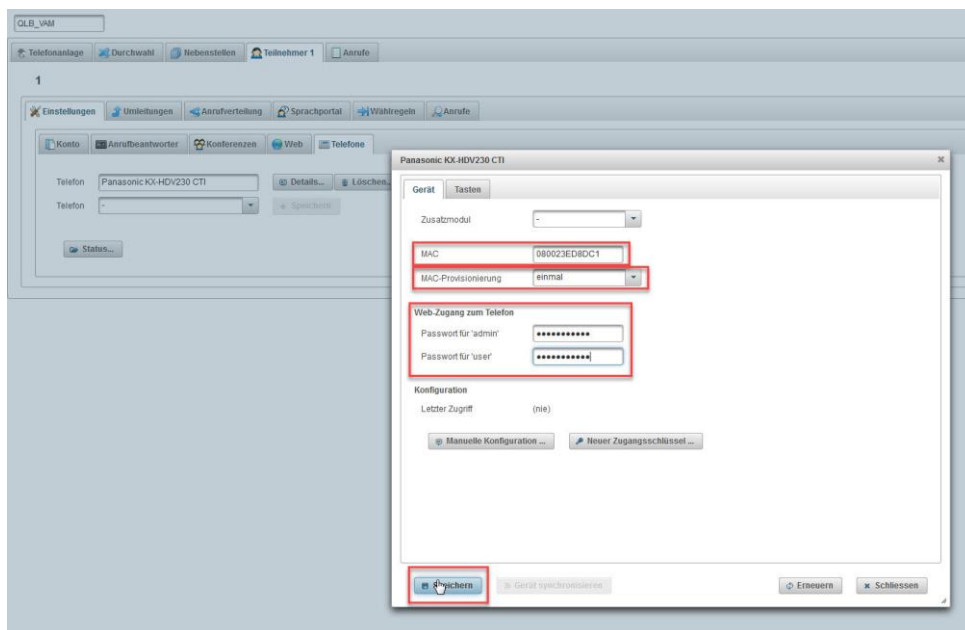 QLB_VAM
Telefonanlage Durchwahl Nebenstellen Teilnehmer 1 Anrufe
1
Einstellungen Umleitungen Anrufverteilung Sprachportal Wählregeln Anrufe
Konto Anrufbeantworter Konferenzen Web Telefone
Telefon Panasonic KX-HDV230 CTI Details... Löschen..
Telefon - Speichern
Status...
Panasonic KX-HDV230 CTI
Gerät Tasten
Zusatzmodul -
MAC 080023ED8DC1
MAC-Provisionierung einmal
Web-Zugang zum Telefon
Passwort für 'admin' •••••••••••
Passwort für 'user' •••••••••••
Konfiguration
Letzter Zugriff (nie)
Manuelle Konfiguration ... Neuer Zugangsschlüssel ...
Speichern Gerät synchronisieren Erneuern Schliessen